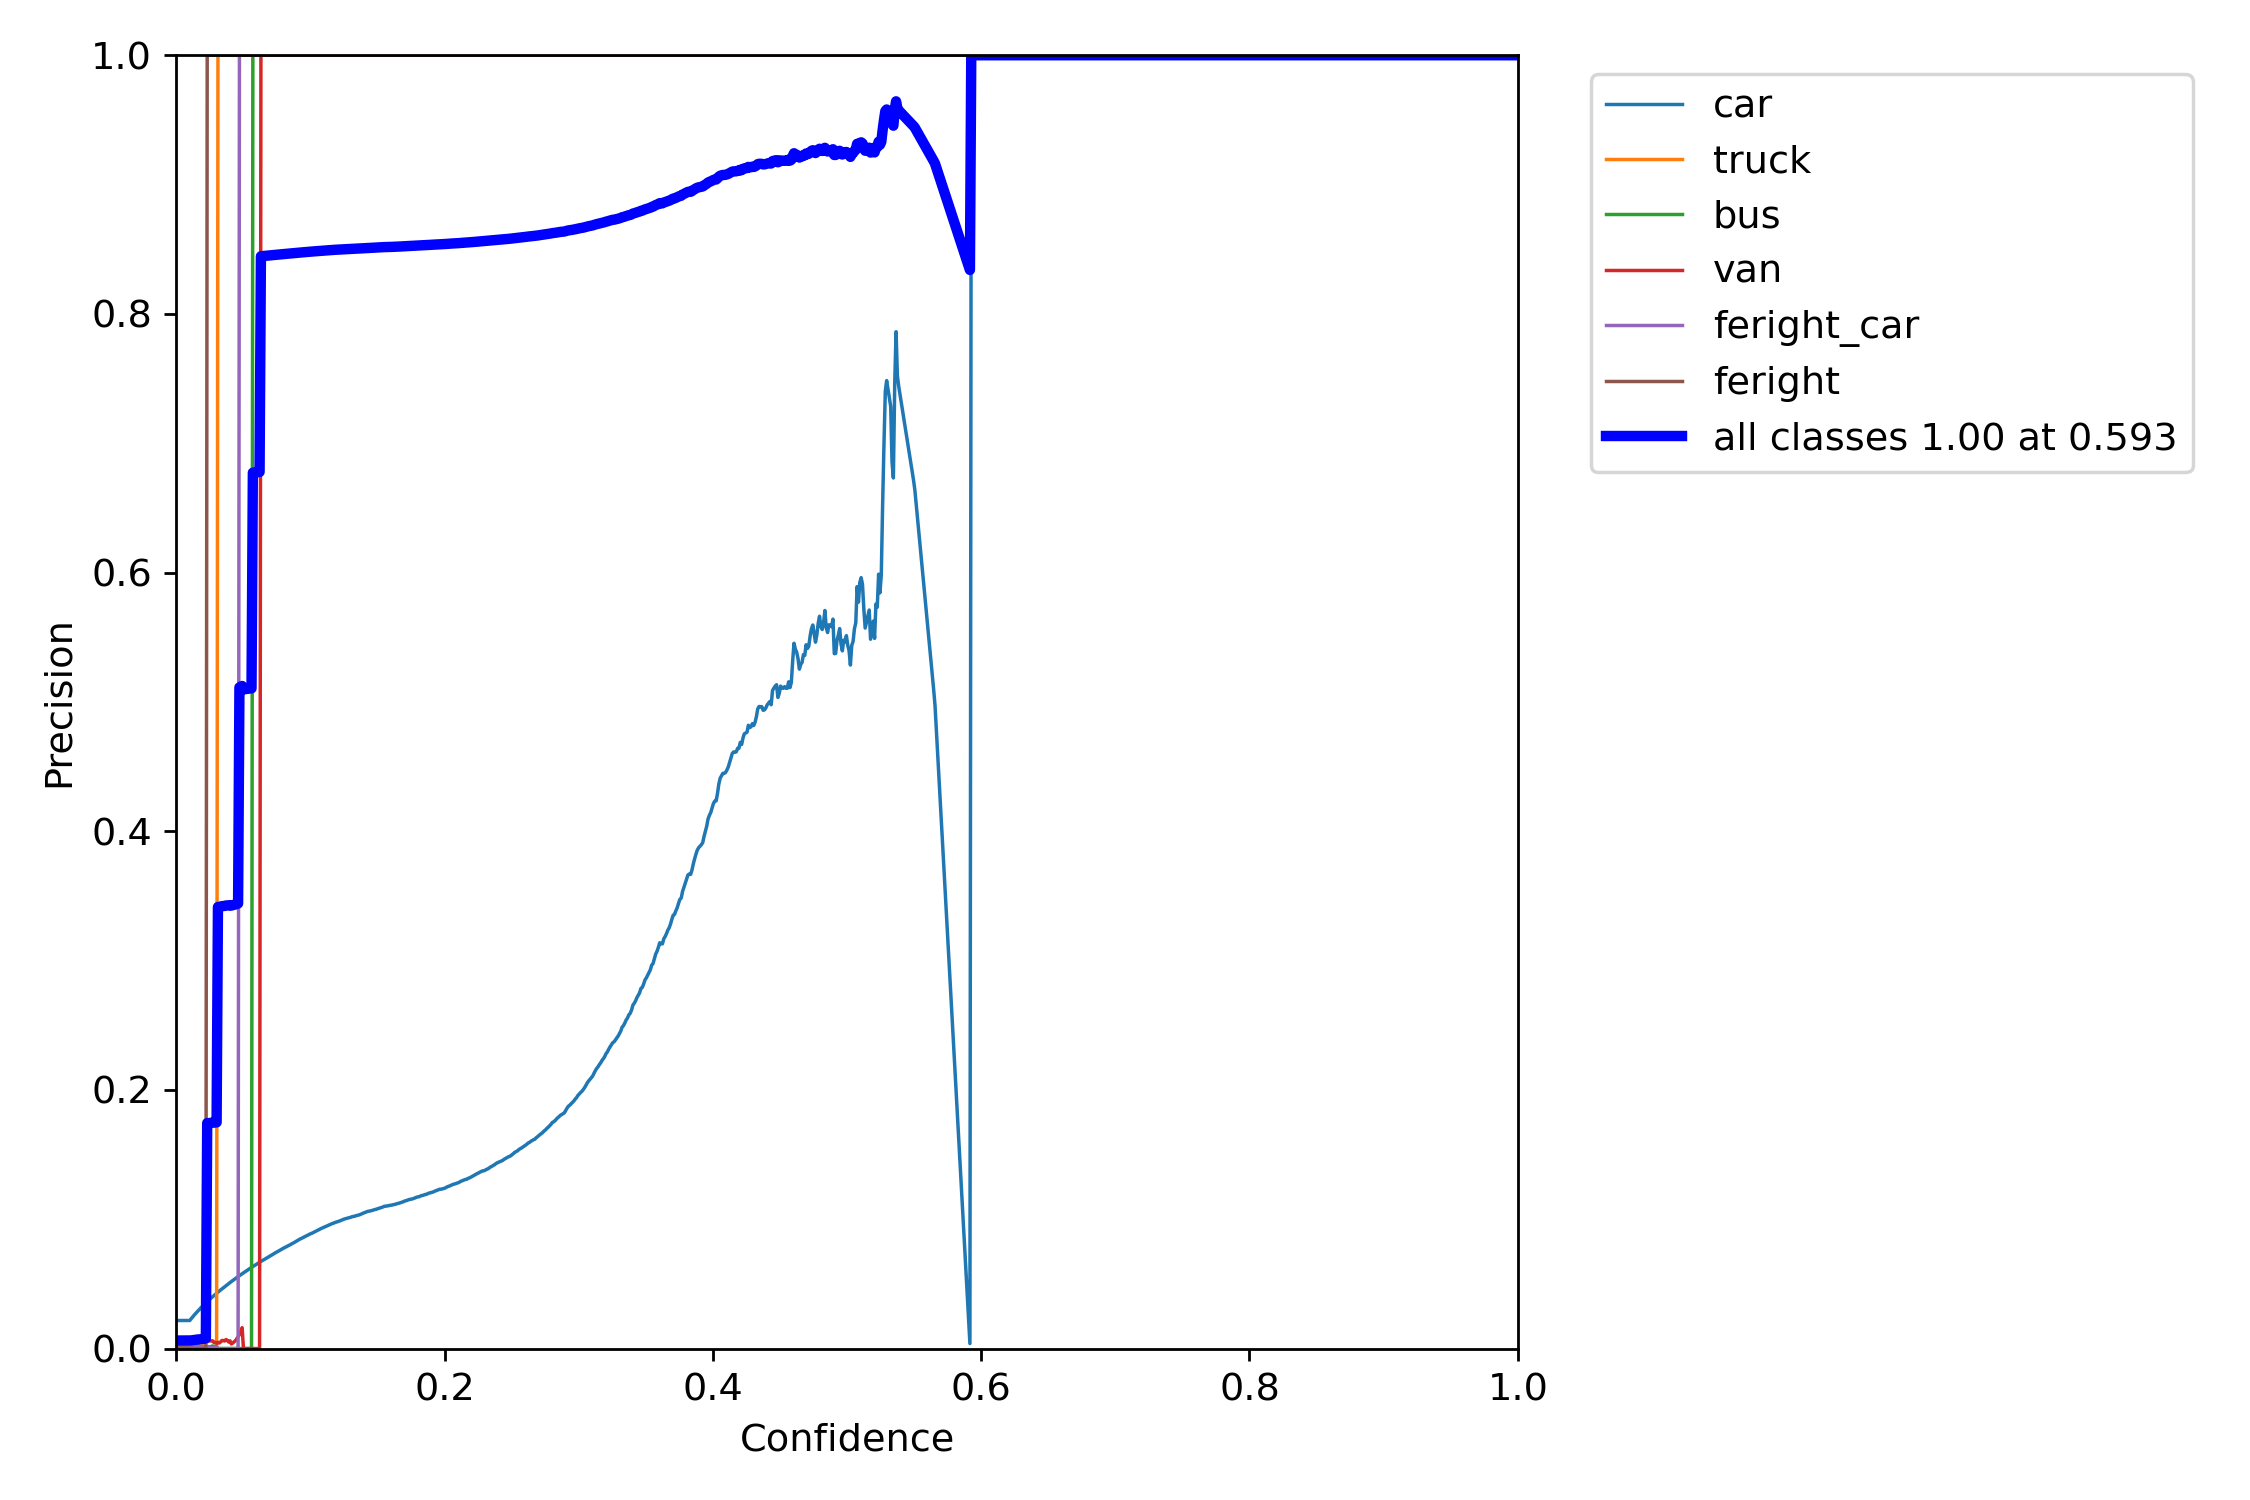 1.0
0.8
0.6
0.4
0.2
0.0
Precision
0.0 0.2 0.4 0.6 0.8 1.0
Confidence
car
truck
bus
van
feright_car
feright
all classes 1.00 at 0.593